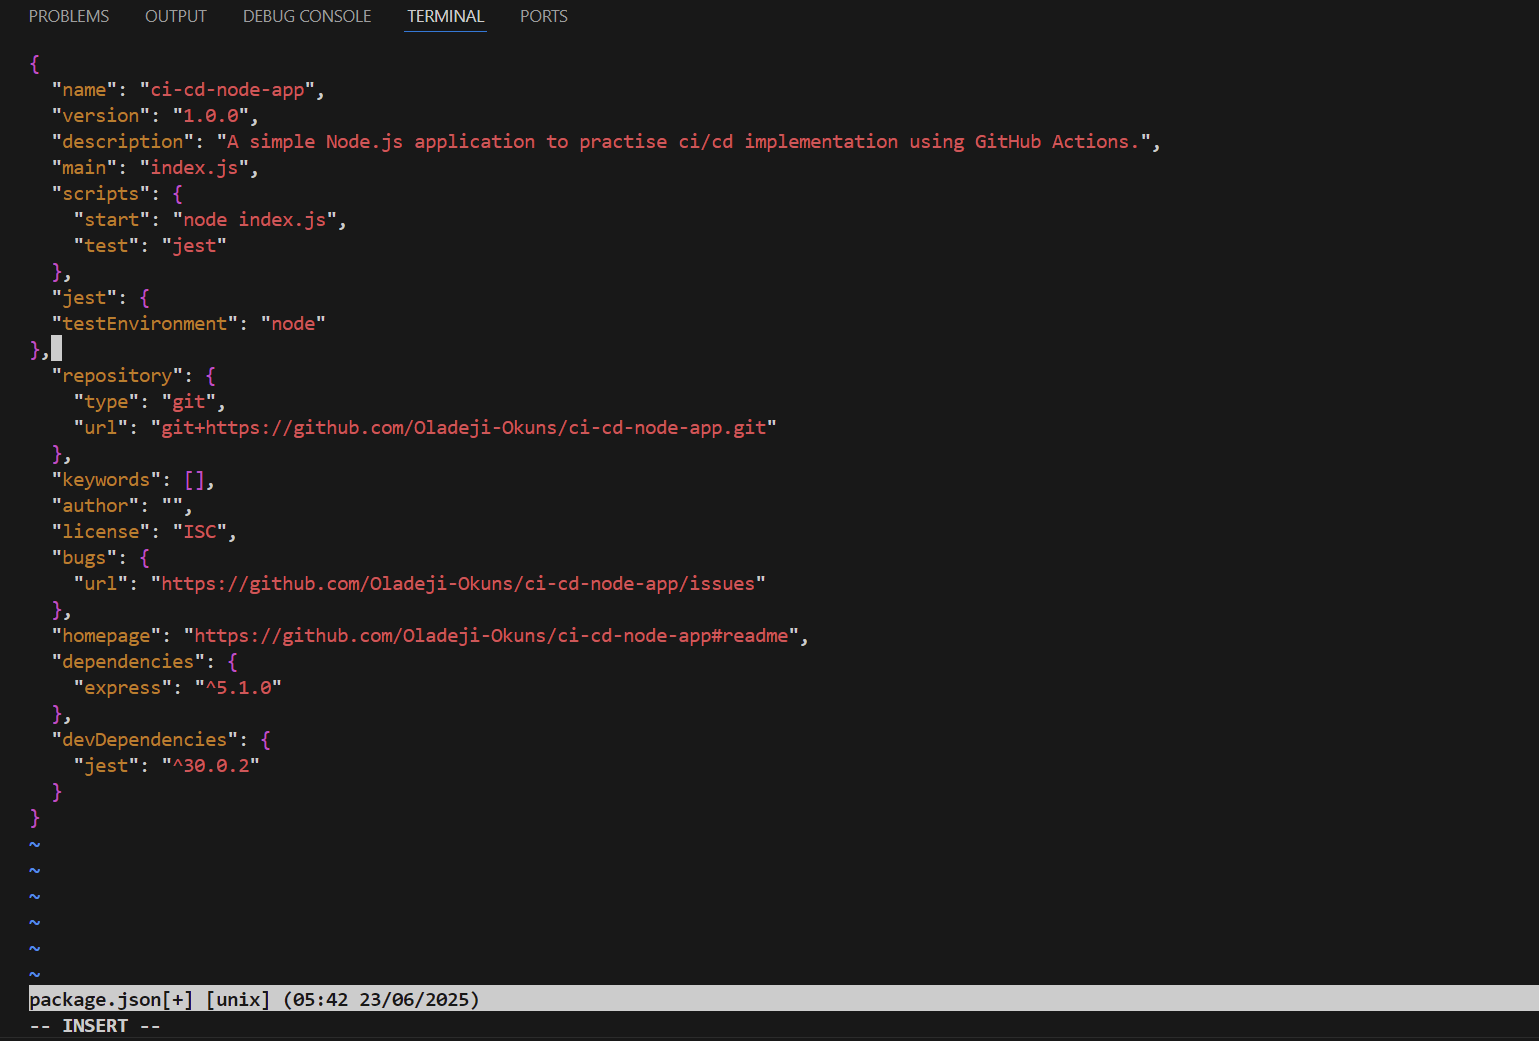 PROBLEMS OUTPUT DEBUG CONSOLE TERMINAL PORTS
{
  "name": "ci-cd-node-app",
  "version": "1.0.0",
  "description": "A simple Node.js application to practise ci/cd implementation using GitHub Actions.",
  "main": "index.js",
  "scripts": {
    "start": "node index.js",
    "test": "jest"
  },
  "jest": {
  "testEnvironment": "node"
},
  "repository": {
    "type": "git",
    "url": "git+https://github.com/Oladeji-Okuns/ci-cd-node-app.git"
  },
  "keywords": [],
  "author": "",
  "license": "ISC",
  "bugs": {
    "url": "https://github.com/Oladeji-Okuns/ci-cd-node-app/issues"
  },
  "homepage": "https://github.com/Oladeji-Okuns/ci-cd-node-app#readme",
  "dependencies": {
    "express": "^5.1.0"
  },
  "devDependencies": {
    "jest": "^30.0.2"
  }
}
~
~
~
~
~
~
package.json[+] [unix] (05:42 23/06/2025)
-- INSERT --